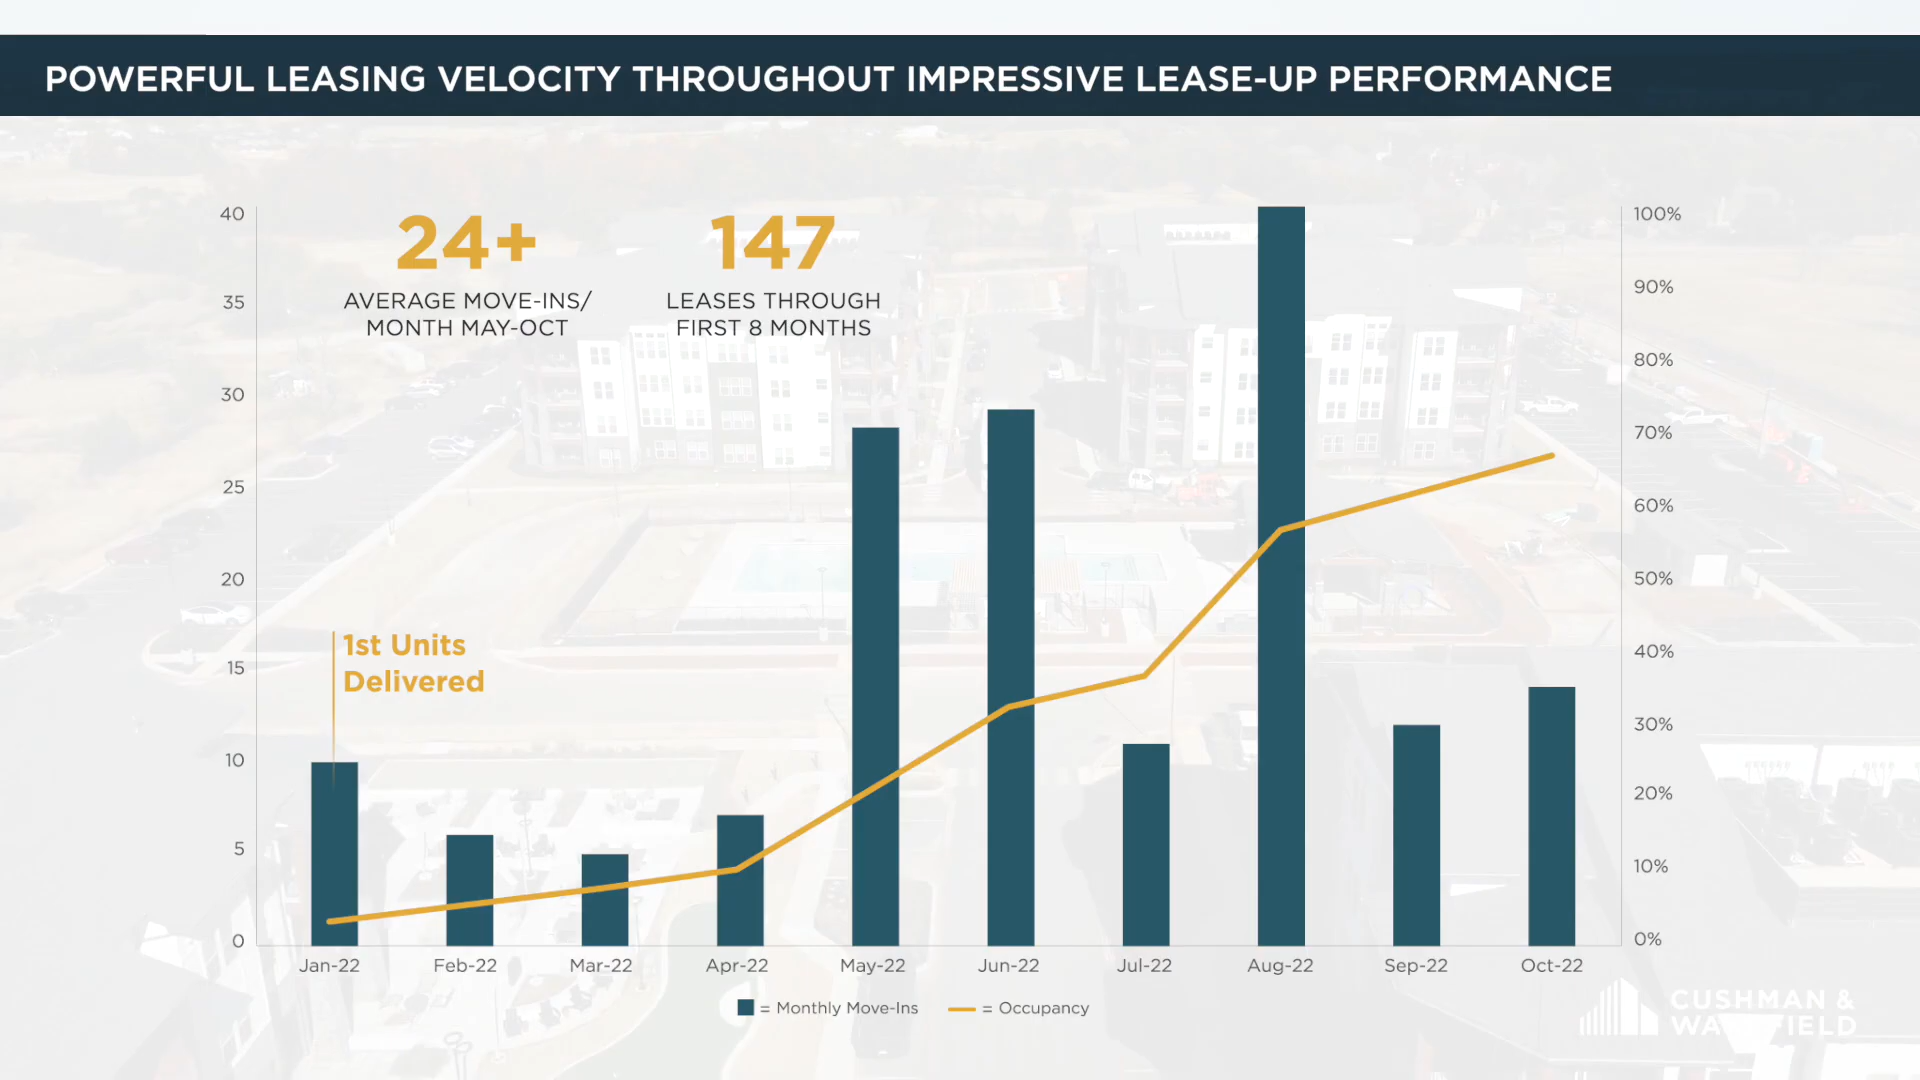 POWERFUL LEASING VELOCITY THROUGHOUT IMPRESSIVE LEASE-UP PERFORMANCE
24+
AVERAGE MOVE-INS/
MONTH MAY-OCT
147
LEASES THROUGH
FIRST 8 MONTHS
40
35
30
25
20
15
10
5
0
1st Units
Delivered
100%
90%
80%
70%
60%
50%
40%
30%
20%
10%
0%
Jan-22 Feb-22 Mar-22 Apr-22 May-22 Jun-22 Jul-22 Aug-22 Sep-22 Oct-22
= Monthly Move-Ins = Occupancy
CUSHMAN &
WAKEFIELD